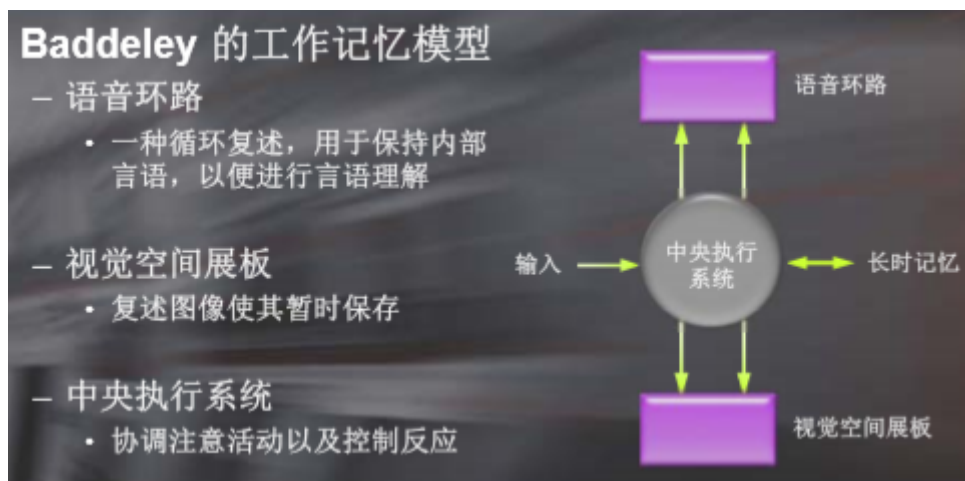 Baddeley 的工作记忆模型
– 语音环路
• 一种循环复述，用于保持内部
言语，以便进行言语理解
– 视觉空间展板
• 复述图像使其暂时保存
– 中央执行系统
• 协调注意活动以及控制反应
语音环路
输入
中央执行
系统
长时记忆
视觉空间展板